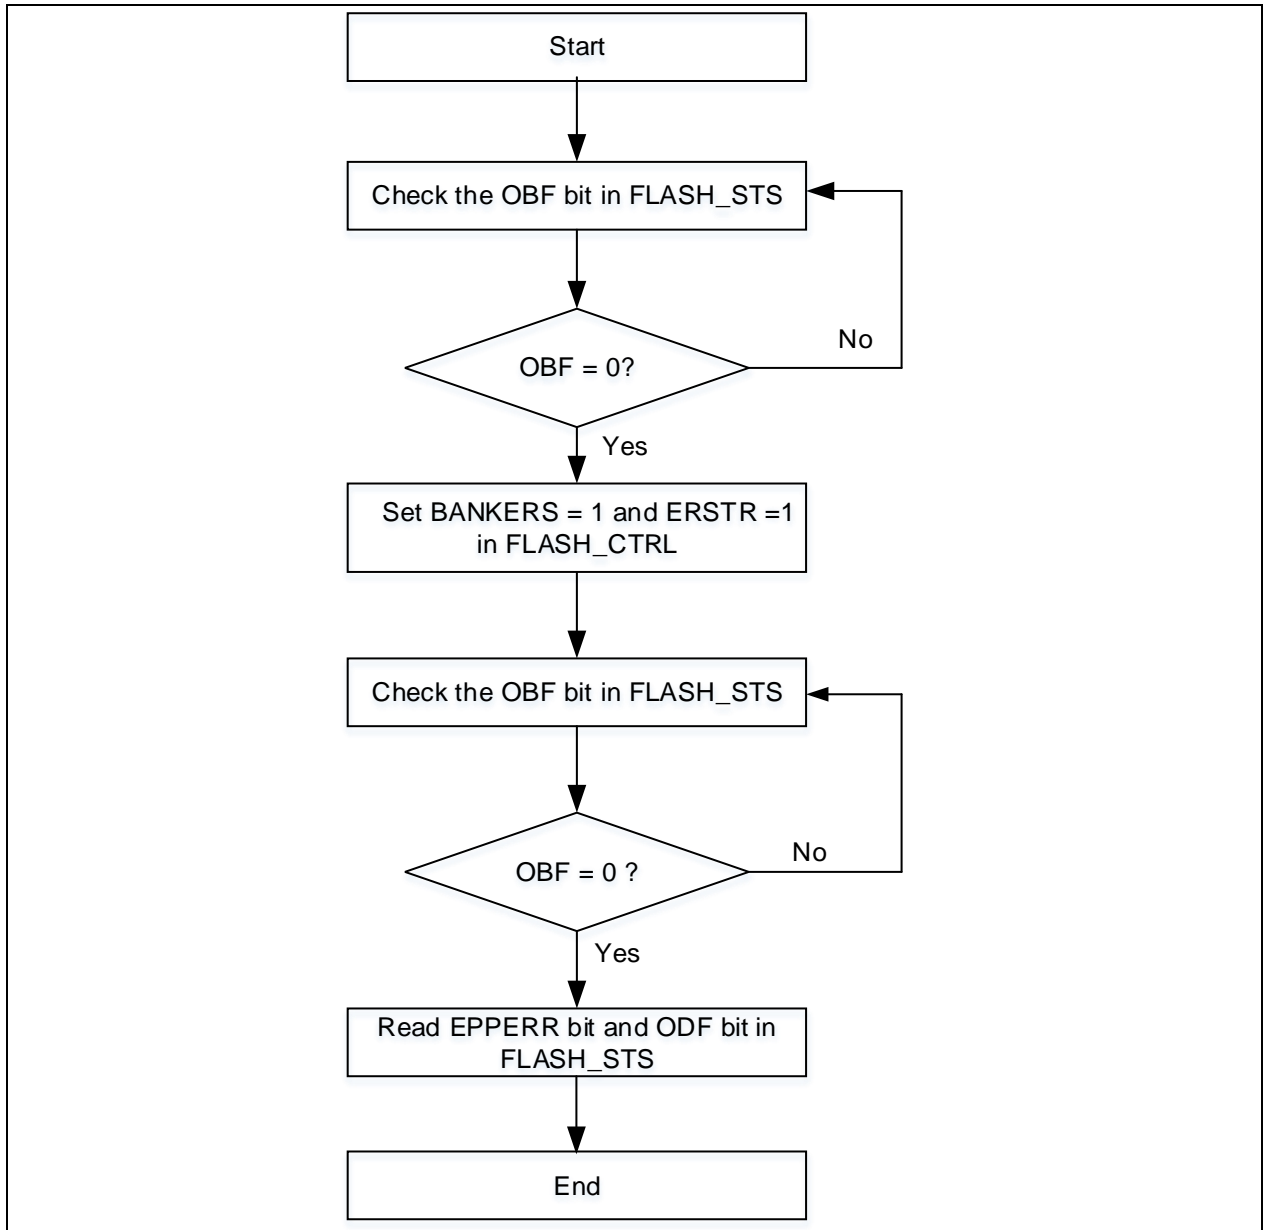 Start
Check the OBF bit in FLASH_STS
OBF = 0?
No
Yes
Set BANKERS = 1 and ERSTR =1
in FLASH_CTRL
Check the OBF bit in FLASH_STS
OBF = 0 ?
No
Yes
Read EPPERR bit and ODF bit in
FLASH_STS
End